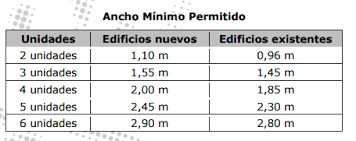 Ancho Mínimo Permitido
Unidades Edificios nuevos Edificios existentes
2 unidades 1,10 m 0,96 m
3 unidades 1,55 m 1,45 m
4 unidades 2,00 m 1,85 m
5 unidades 2,45 m 2,30 m
6 unidades 2,90 m 2,80 m